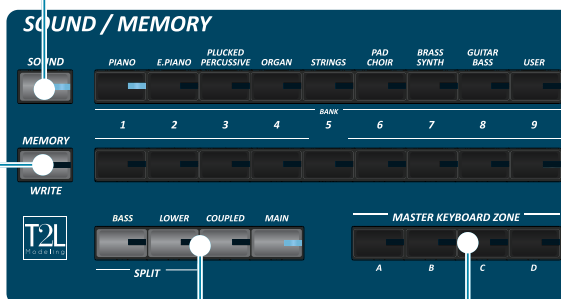 SOUND / MEMORY
SOUND
PIANO
E.PIANO
PLUCKED
PERCUSSIVE
ORGAN
STRINGS
PAD
CHOIR
BRASS
SYNTH
GUITAR
BASS
USER
BANK
1 2 3 4 5 6 7 8 9
MEMORY
WRITE
T2L
Modeling
BASS LOWER COUPLED MAIN
SPLIT
MASTER KEYBOARD ZONE
A B C D